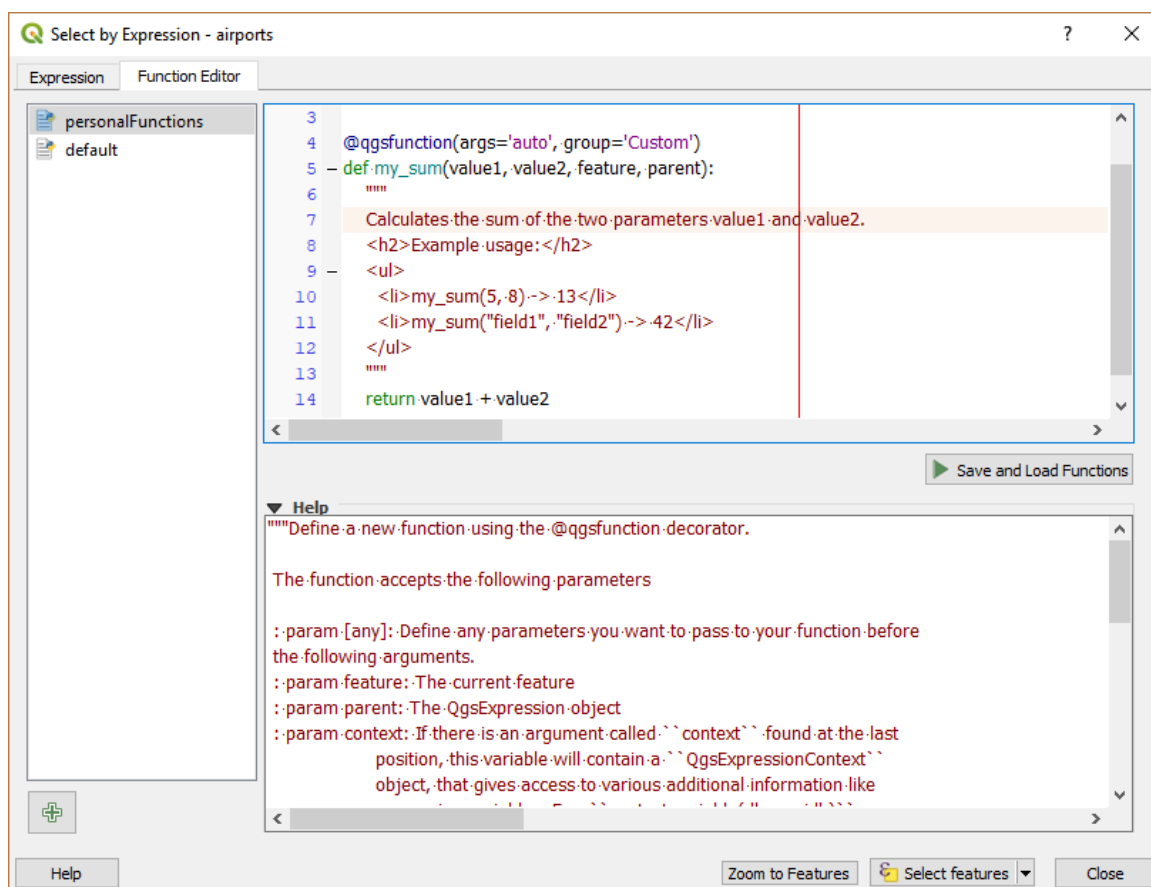 Select by Expression - airports
?
Expression
Function Editor
personalFunctions
default
3
4 @qgsfunction(args='auto', group='Custom')
5 def my_sum(value1, value2, feature, parent):
6 """
7 Calculates the sum of the two parameters value1 and value2.
8 <h2>Example usage:</h2>
9 <ul>
10 <li>my_sum(5, 8) -> 13</li>
11 <li>my_sum("field1", "field2") -> 42</li>
12 </ul>
13 """
14 return value1 + value2
Save and Load Functions
Help
"""Define a new function using the @qgsfunction decorator.
The function accepts the following parameters
: param [any]: Define any parameters you want to pass to your function before
the following arguments.
: param feature: The current feature
: param parent: The QgsExpression object
: param context: If there is an argument called ``context`` found at the last
position, this variable will contain a ``QgsExpressionContext``
object, that gives access to various additional information like
Help
Zoom to Features
Select features
Close